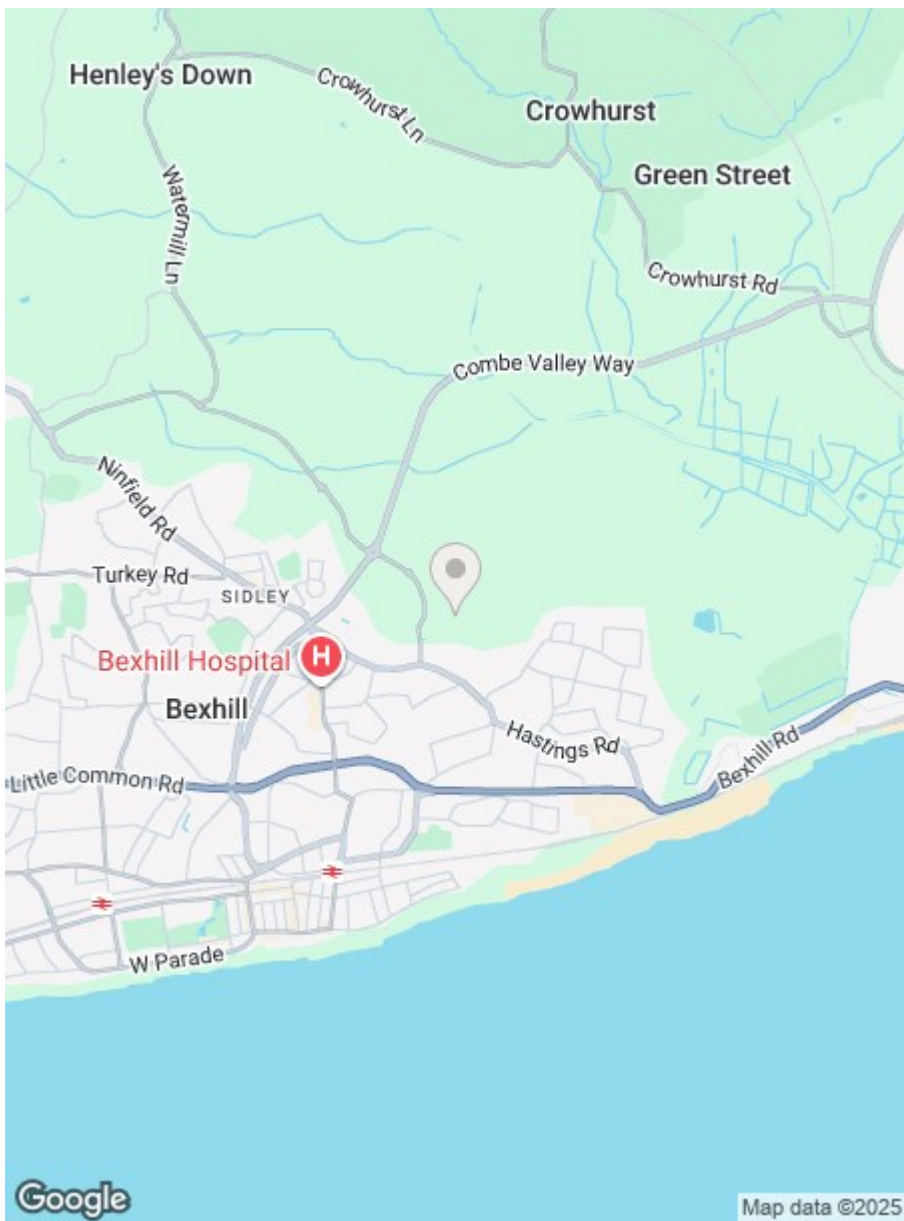 Henley's Down
Crowhurst Ln
Crowhurst
Green Street
Watermill Ln
Crowhurst Rd
Combe Valley Way
Ninfield Rd
Turkey Rd
SIDLEY
Bexhill Hospital
H
Bexhill
Hastings Rd
Bexhill Rd
Little Common Rd
W Parade
Google
Map data ©2025